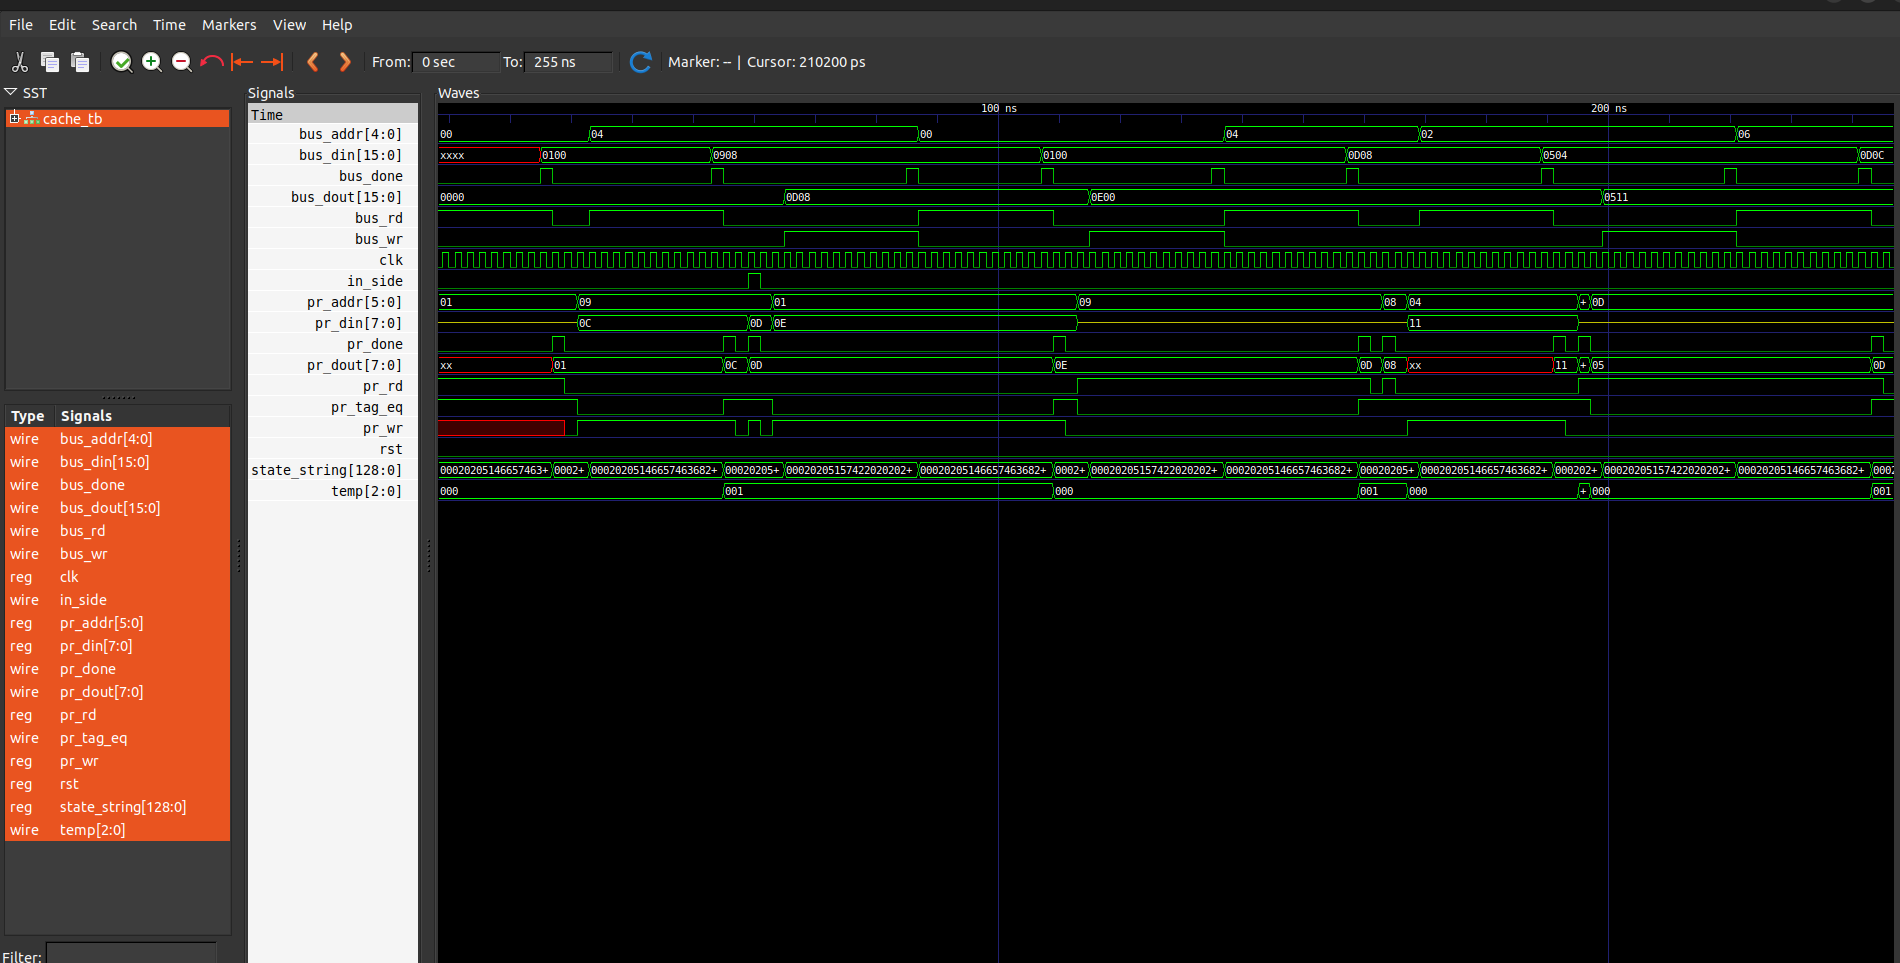 File Edit Search Time Markers View Help
From: 0 sec To: 255 ns Marker: -- | Cursor: 210200 ps
SST
cache_tb
Type Signals
wire bus_addr[4:0]
wire bus_din[15:0]
wire bus_done
wire bus_dout[15:0]
wire bus_rd
wire bus_wr
reg clk
wire in_side
reg pr_addr[5:0]
reg pr_din[7:0]
wire pr_done
wire pr_dout[7:0]
reg pr_rd
wire pr_tag_eq
reg pr_wr
reg rst
reg state_string[128:0]
wire temp[2:0]
Filter:
Signals
Waves
Time 100 ns 200 ns
bus_addr[4:0] 00 04 00 04 02 06
bus_din[15:0] xxxx 0100 0908 0100 0D08 0504 0D0C
bus_done
bus_dout[15:0] 0000 0D08 0E00 0511
bus_rd
bus_wr
clk
in_side
pr_addr[5:0] 01 09 01 09 08 04 + 0D
pr_din[7:0] 0C 0D 0E 11
pr_done
pr_dout[7:0] xx 01 0C 0D 0E 0D 08 xx 11 + 05 0D
pr_rd
pr_tag_eq
pr_wr
rst
state_string[128:0] 00020205146657463+ 0002+ 00020205146657463682+ 00020205+ 00020205157422020202+ 00020205146657463682+ 0002+ 00020205157422020202+ 00020205146657463682+ 00020205+ 00020205146657463682+ 000202+ 00020205157422020202+ 00020205146657463682+ 0002
temp[2:0] 000 001 000 001 000 + 000 001